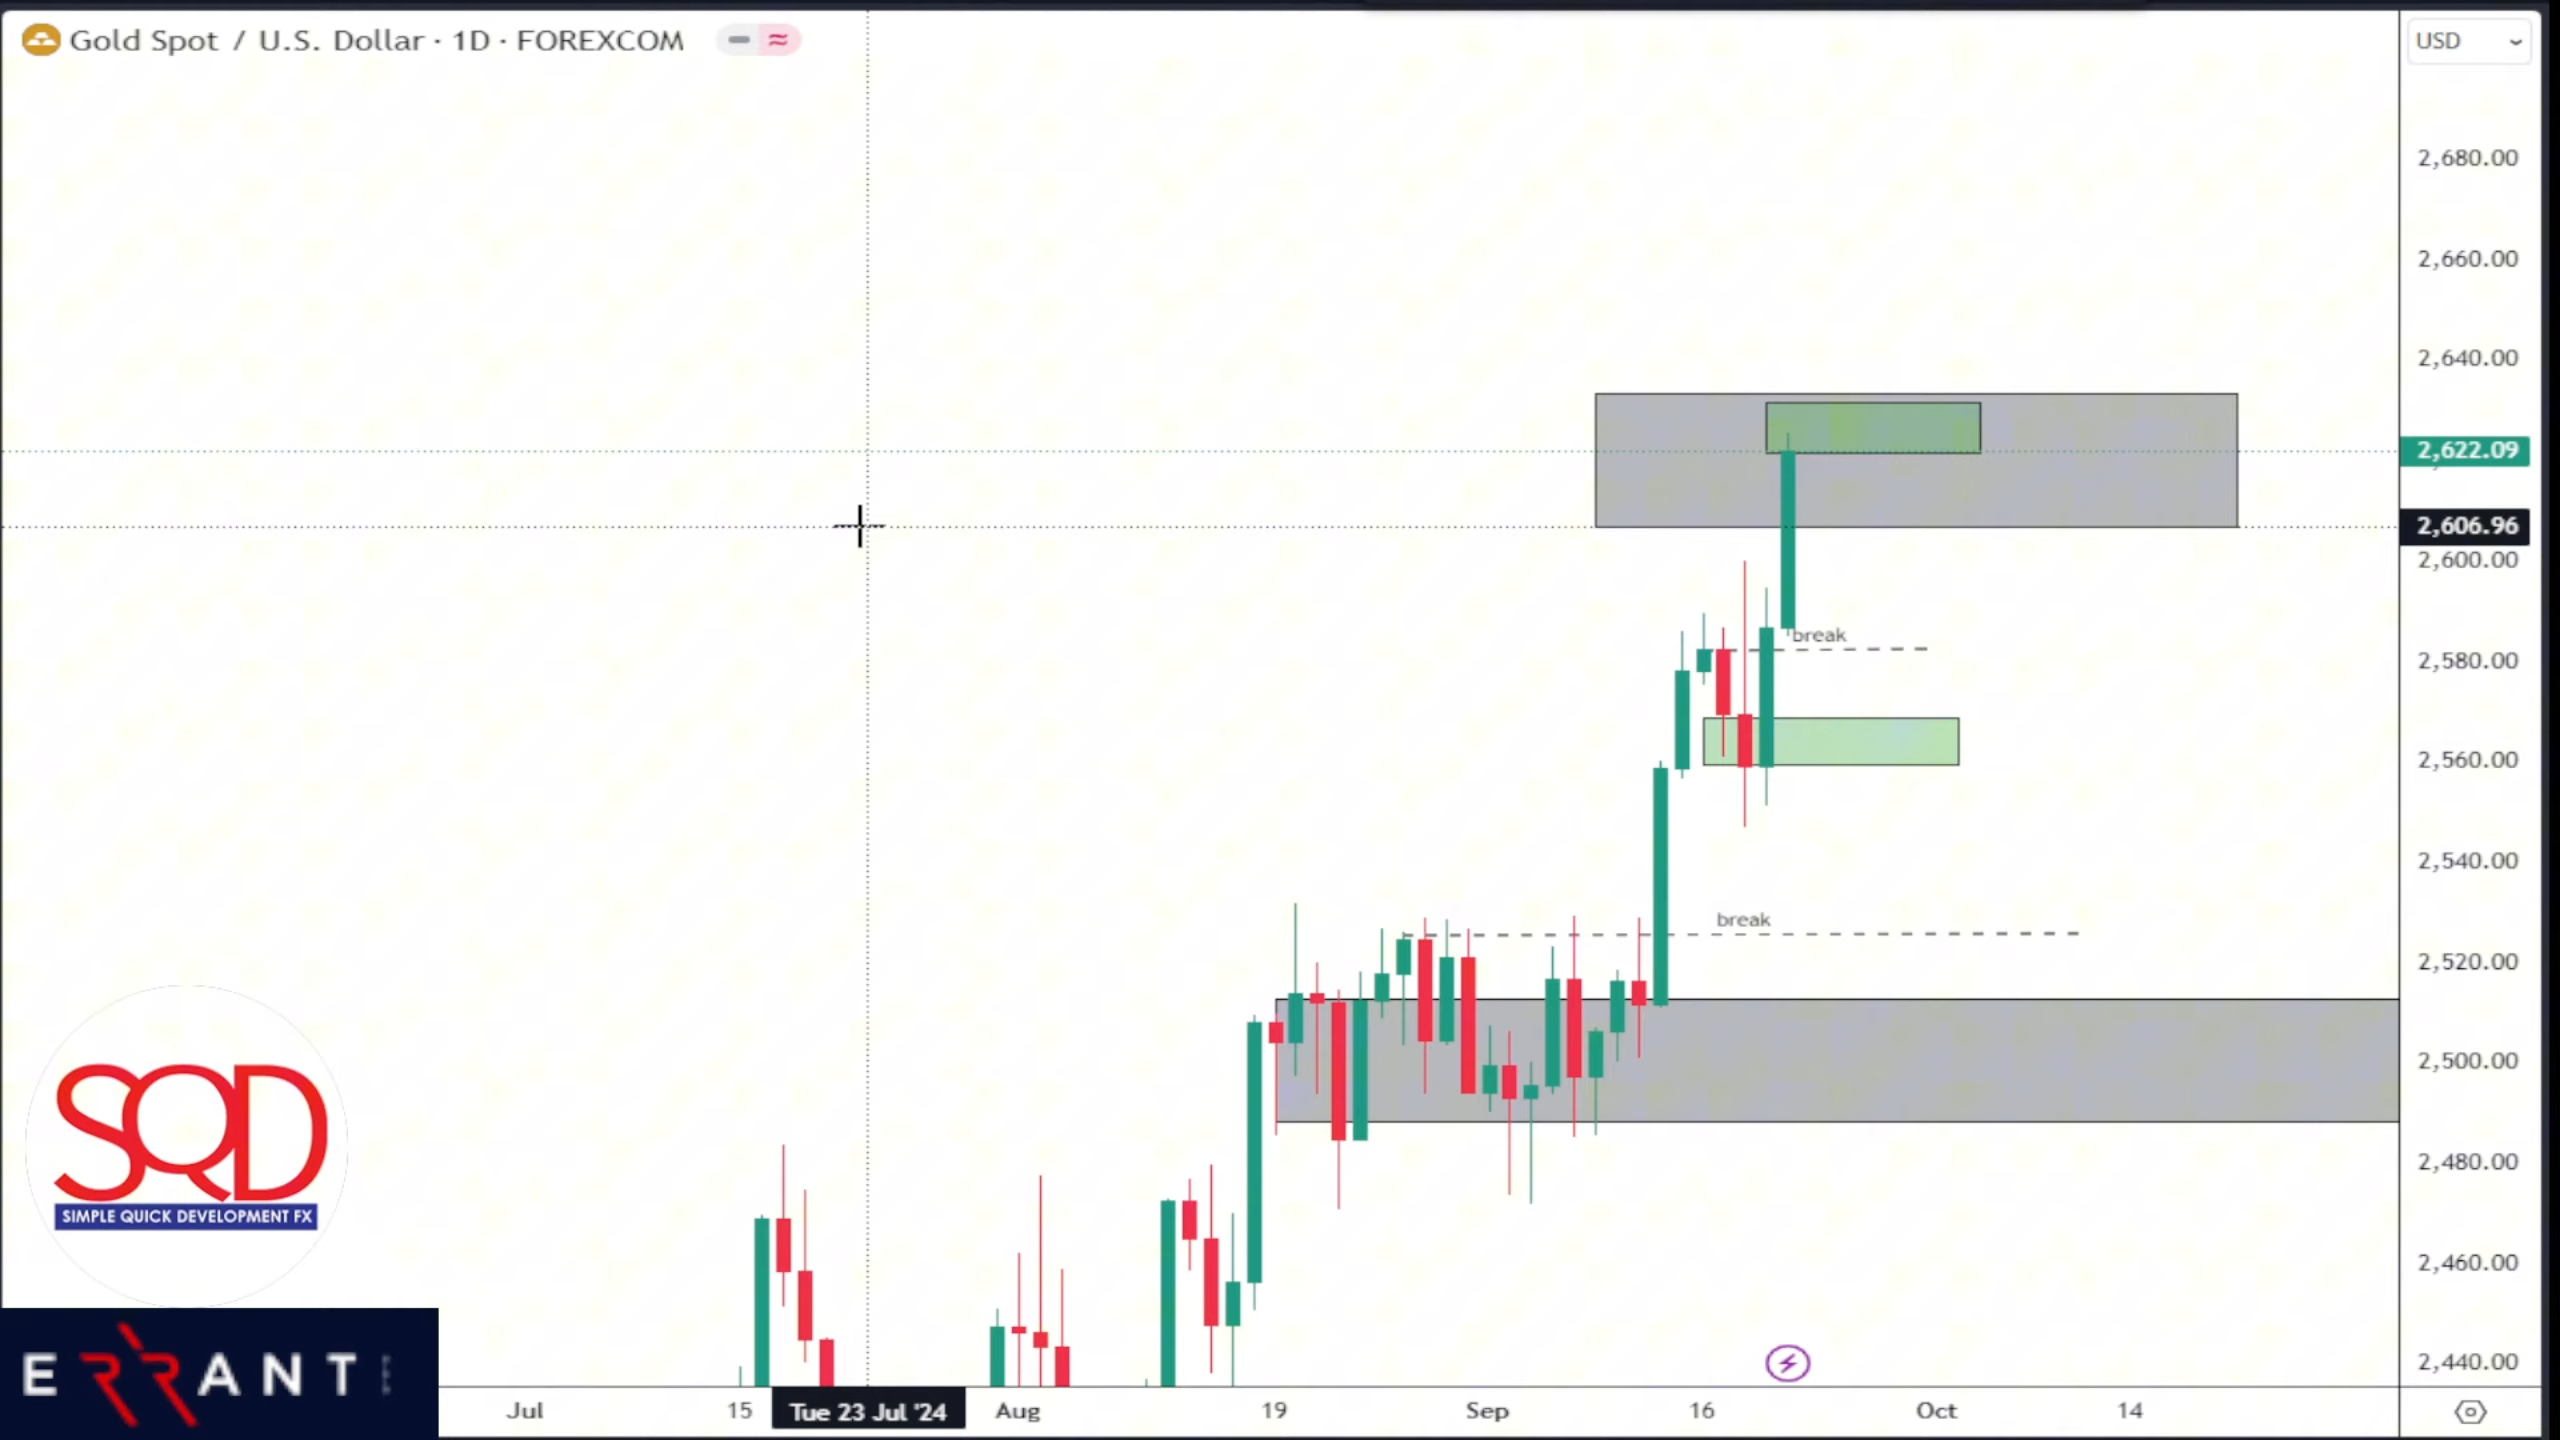 Gold Spot / U.S. Dollar · 1D · FOREXCOM
USD
2,680.00
2,660.00
2,640.00
2,622.09
2,606.96
2,600.00
break
2,580.00
2,560.00
2,540.00
break
2,520.00
2,500.00
2,480.00
2,460.00
2,440.00
SQD
SIMPLE QUICK DEVELOPMENT FX
ERRANTE
Jul
15
Tue 23 Jul '24
Aug
19
Sep
16
Oct
14